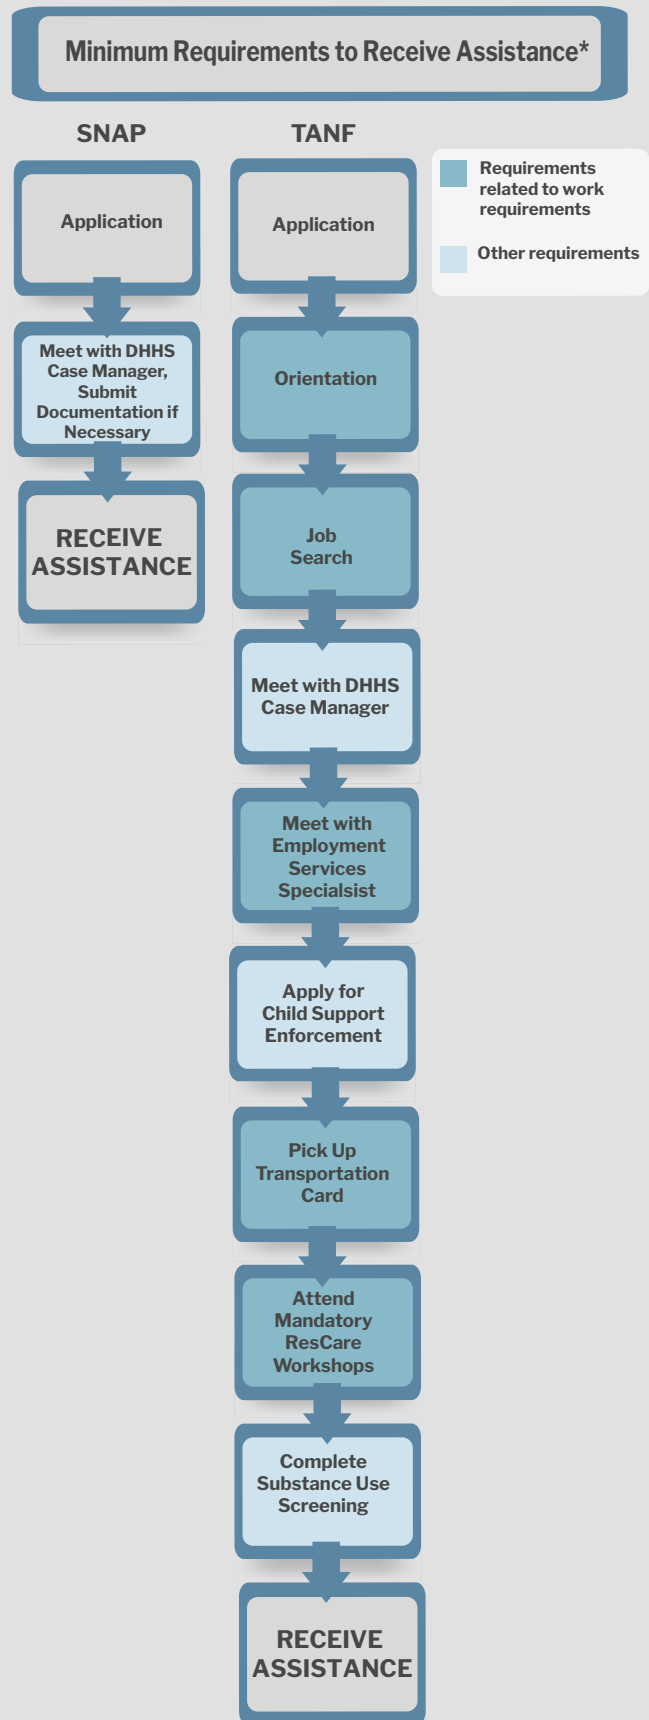 Minimum Requirements to Receive Assistance*
SNAP
Application
Meet with DHHS
Case Manager,
Submit
Documentation if
Necessary
RECEIVE
ASSISTANCE
TANF
Application
Orientation
Job
Search
Meet with DHHS
Case Manager
Meet with
Employment
Services
Specialsist
Apply for
Child Support
Enforcement
Pick Up
Transportation
Card
Attend
Mandatory
ResCare
Workshops
Complete
Substance Use
Screening
RECEIVE
ASSISTANCE
Requirements
related to work
requirements
Other requirements